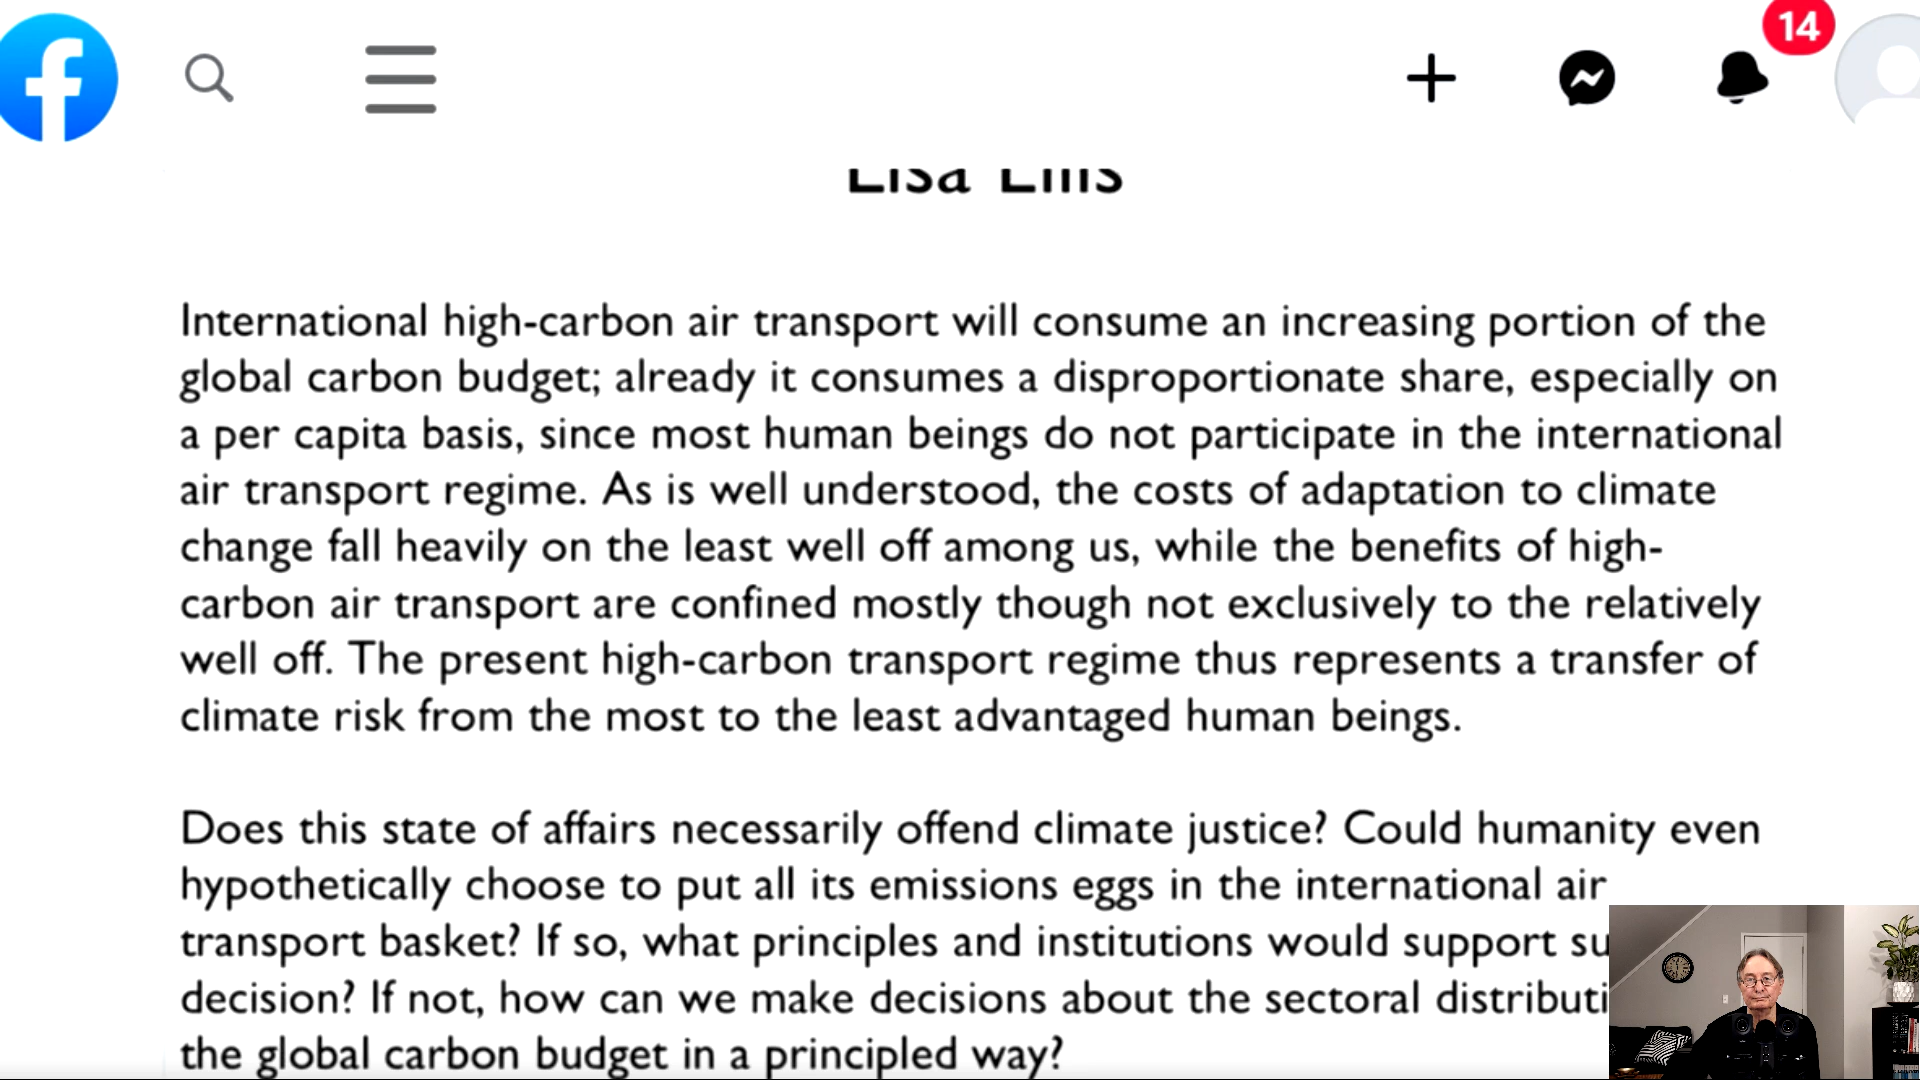 14
Lisa Ellis
International high-carbon air transport will consume an increasing portion of the
global carbon budget; already it consumes a disproportionate share, especially on
a per capita basis, since most human beings do not participate in the international
air transport regime. As is well understood, the costs of adaptation to climate
change fall heavily on the least well off among us, while the benefits of high-
carbon air transport are confined mostly though not exclusively to the relatively
well off. The present high-carbon transport regime thus represents a transfer of
climate risk from the most to the least advantaged human beings.
Does this state of affairs necessarily offend climate justice? Could humanity even
hypothetically choose to put all its emissions eggs in the international air
transport basket? If so, what principles and institutions would support su
decision? If not, how can we make decisions about the sectoral distributi
the global carbon budget in a principled way?